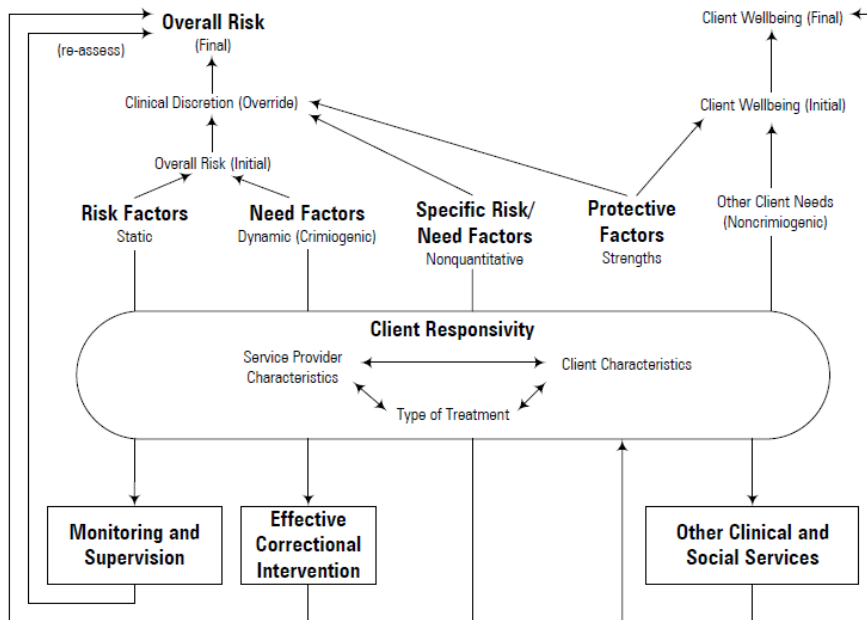 Overall Risk
(Final)
Client Wellbeing (Final)
(re-assess)
Clinical Discretion (Override)
Client Wellbeing (Initial)
Overall Risk (Initial)
Risk Factors
Static
Need Factors
Dynamic (Crimiogenic)
Specific Risk/
Need Factors
Nonquantitative
Protective
Factors
Strengths
Other Client Needs
(Noncrimiogenic)
Client Responsivity
Service Provider
Characteristics
Client Characteristics
Type of Treatment
Monitoring and
Supervision
Effective
Correctional
Intervention
Other Clinical and
Social Services